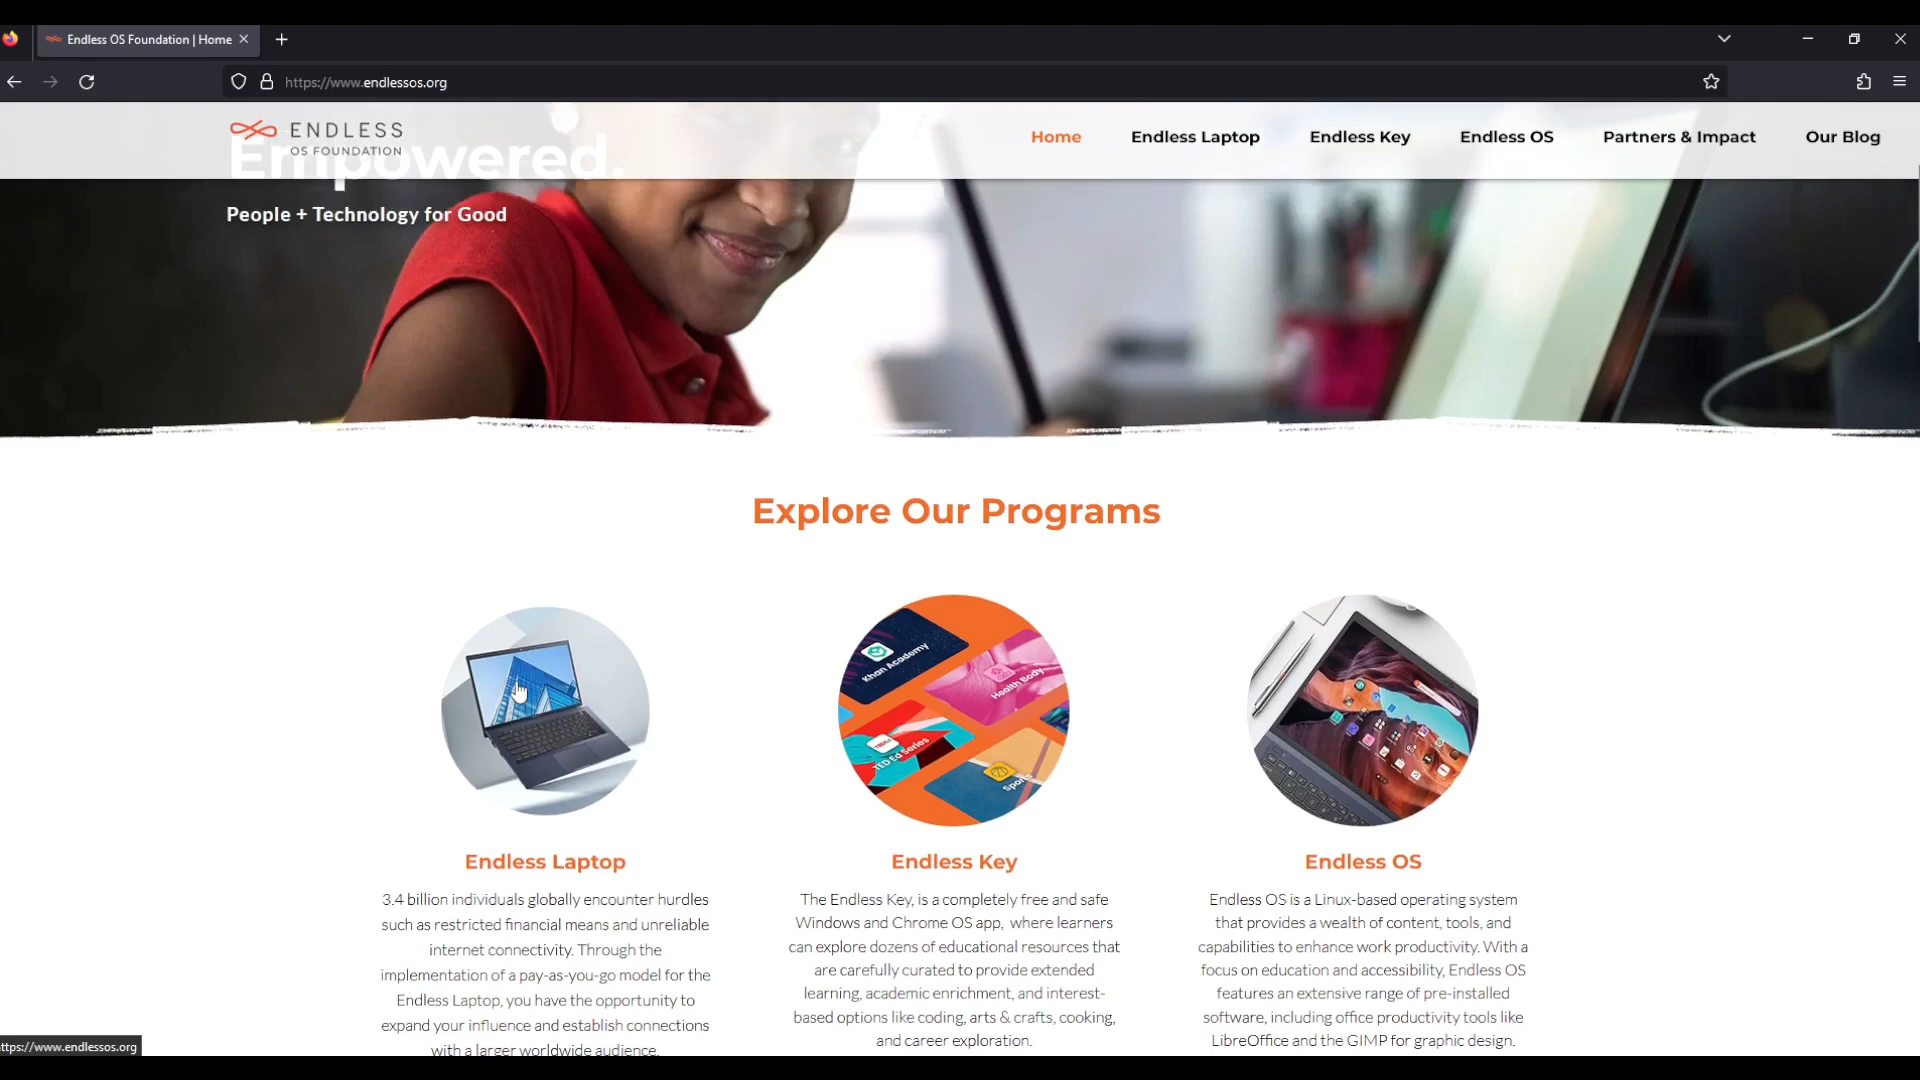 Endless OS Foundation | Home
https://www.endlessos.org
ENDLESS
OS FOUNDATION
Home
Endless Laptop
Endless Key
Endless OS
Partners & Impact
Our Blog
Empowered.
People + Technology for Good
Explore Our Programs
Khan Academy
Health Body
TED Ed Series
Sports
Endless Laptop
3.4 billion individuals globally encounter hurdles
such as restricted financial means and unreliable
internet connectivity. Through the
implementation of a pay-as-you-go model for the
Endless Laptop, you have the opportunity to
expand your influence and establish connections
with a larger worldwide audience.
Endless Key
The Endless Key, is a completely free and safe
Windows and Chrome OS app, where learners
can explore dozens of educational resources that
are carefully curated to provide extended
learning, academic enrichment, and interest-
based options like coding, arts & crafts, cooking,
and career exploration.
Endless OS
Endless OS is a Linux-based operating system
that provides a wealth of content, tools, and
capabilities to enhance work productivity. With a
focus on education and accessibility, Endless OS
features an extensive range of pre-installed
software, including office productivity tools like
LibreOffice and the GIMP for graphic design.
ttps://www.endlessos.org